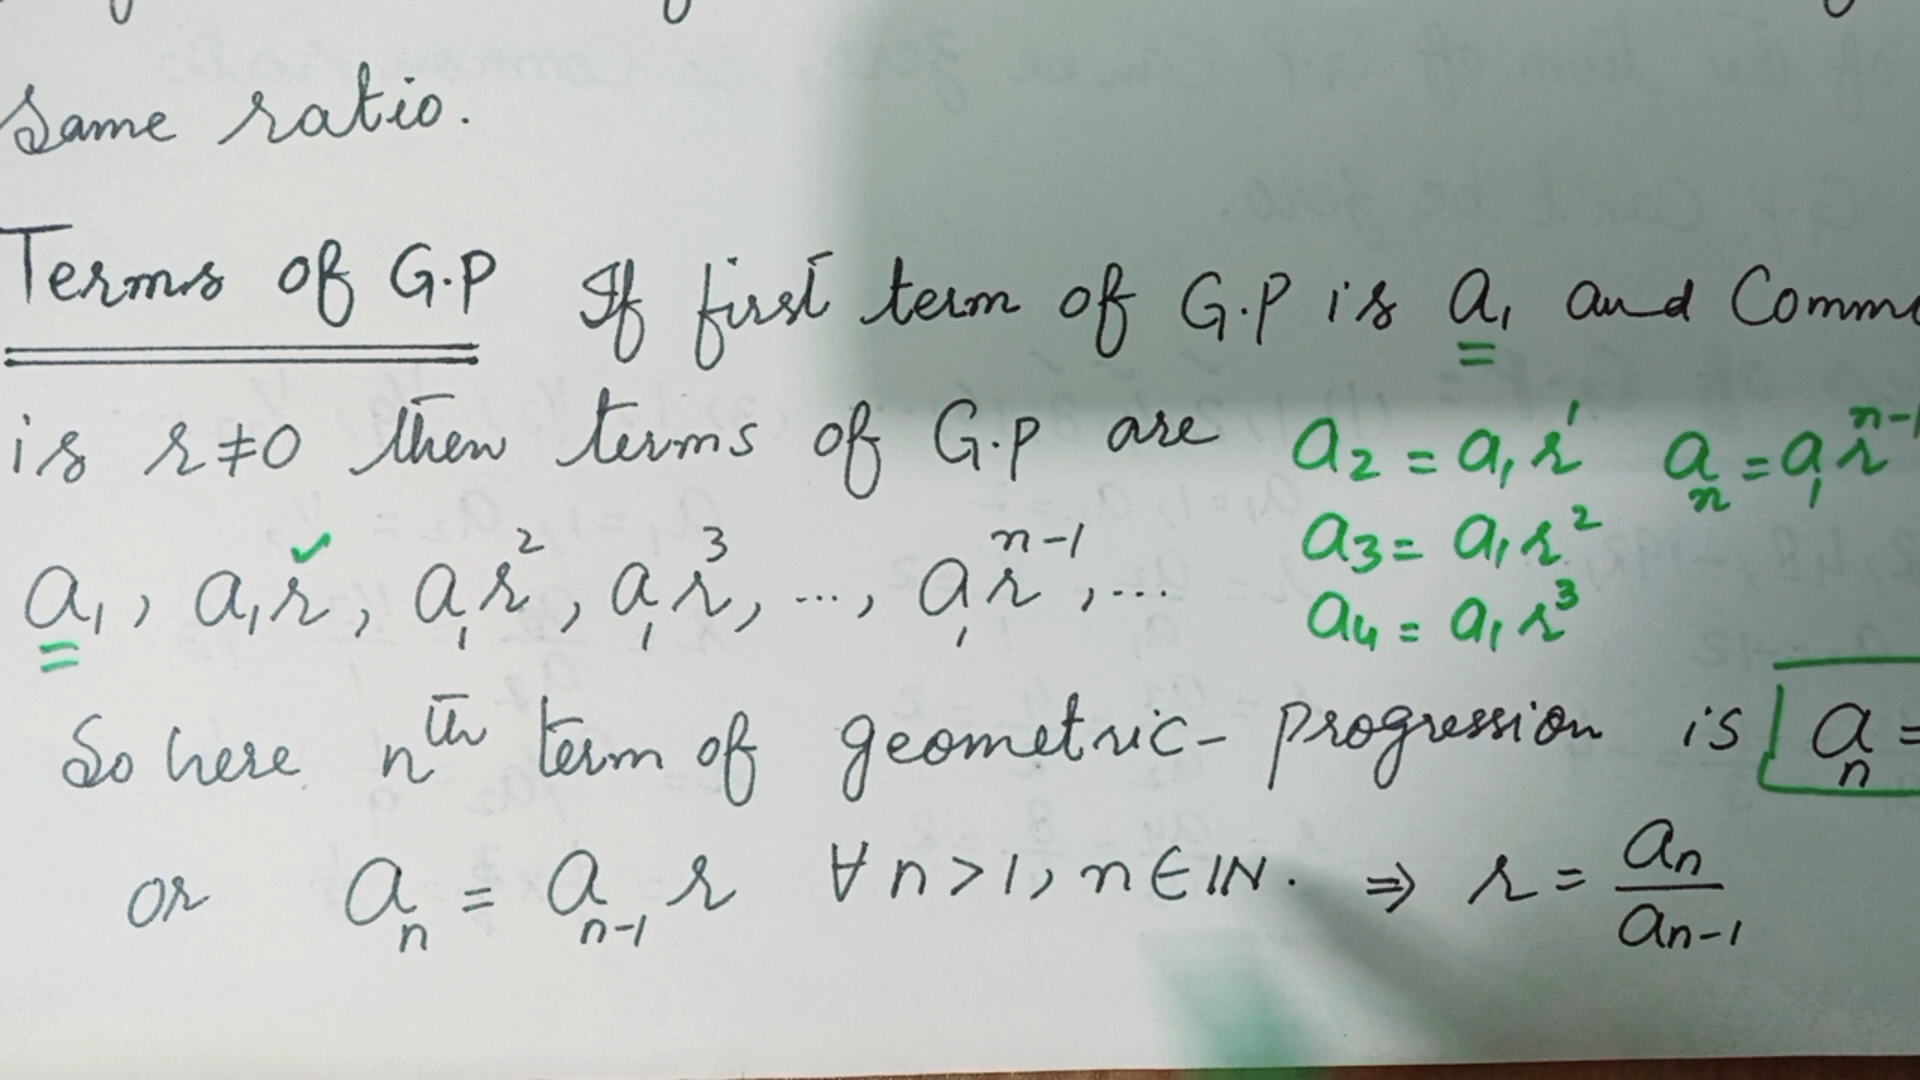 same ratio.
Terms of G.P If first term of G.P is a₁ and Comm
is r≠0 then terms of G.P are a₂ = a₁r¹ aₙ = a₁rⁿ⁻¹
a₃ = a₁r²
a₁, a₁r, a₁r², a₁r³, ..., a₁rⁿ⁻¹, ...
a₄ = a₁r³
So here nᵗʰ term of geometric- progression is aₙ =
or aₙ = aₙ₋₁ r ∀ n>1, n∈IN. ⇒ r = aₙ/aₙ₋₁